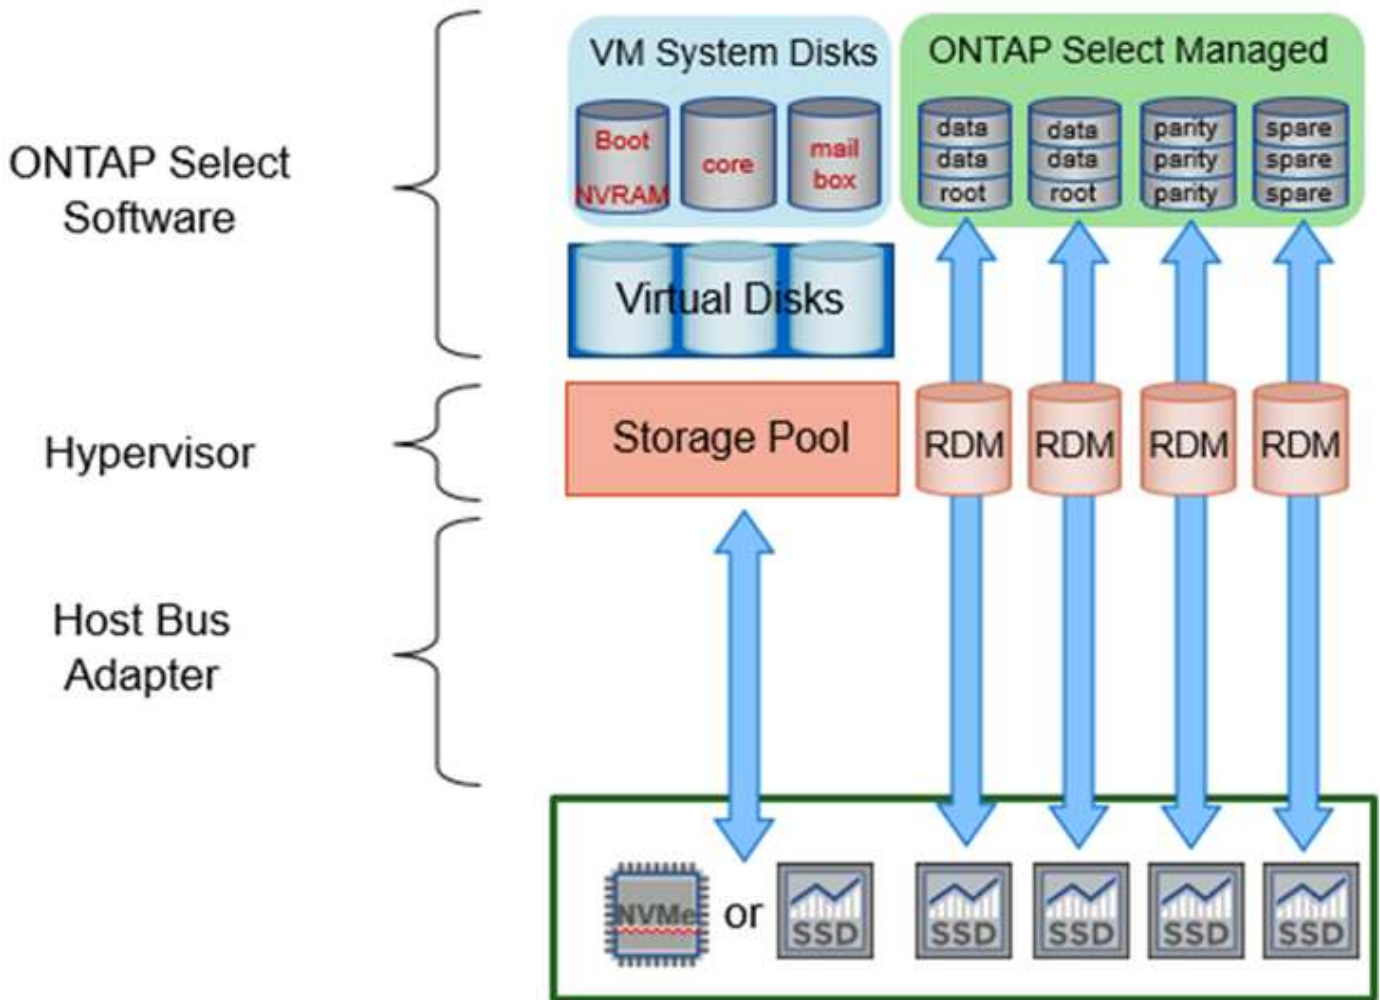 ONTAP Select
Software
VM System Disks
Boot
NVRAM
core
mail
box
ONTAP Select Managed
data
data
root
data
data
root
parity
parity
parity
spare
spare
spare
Virtual Disks
Hypervisor
Storage Pool
RDM
RDM
RDM
RDM
Host Bus
Adapter
NVMe
or
SSD
SSD
SSD
SSD
SSD